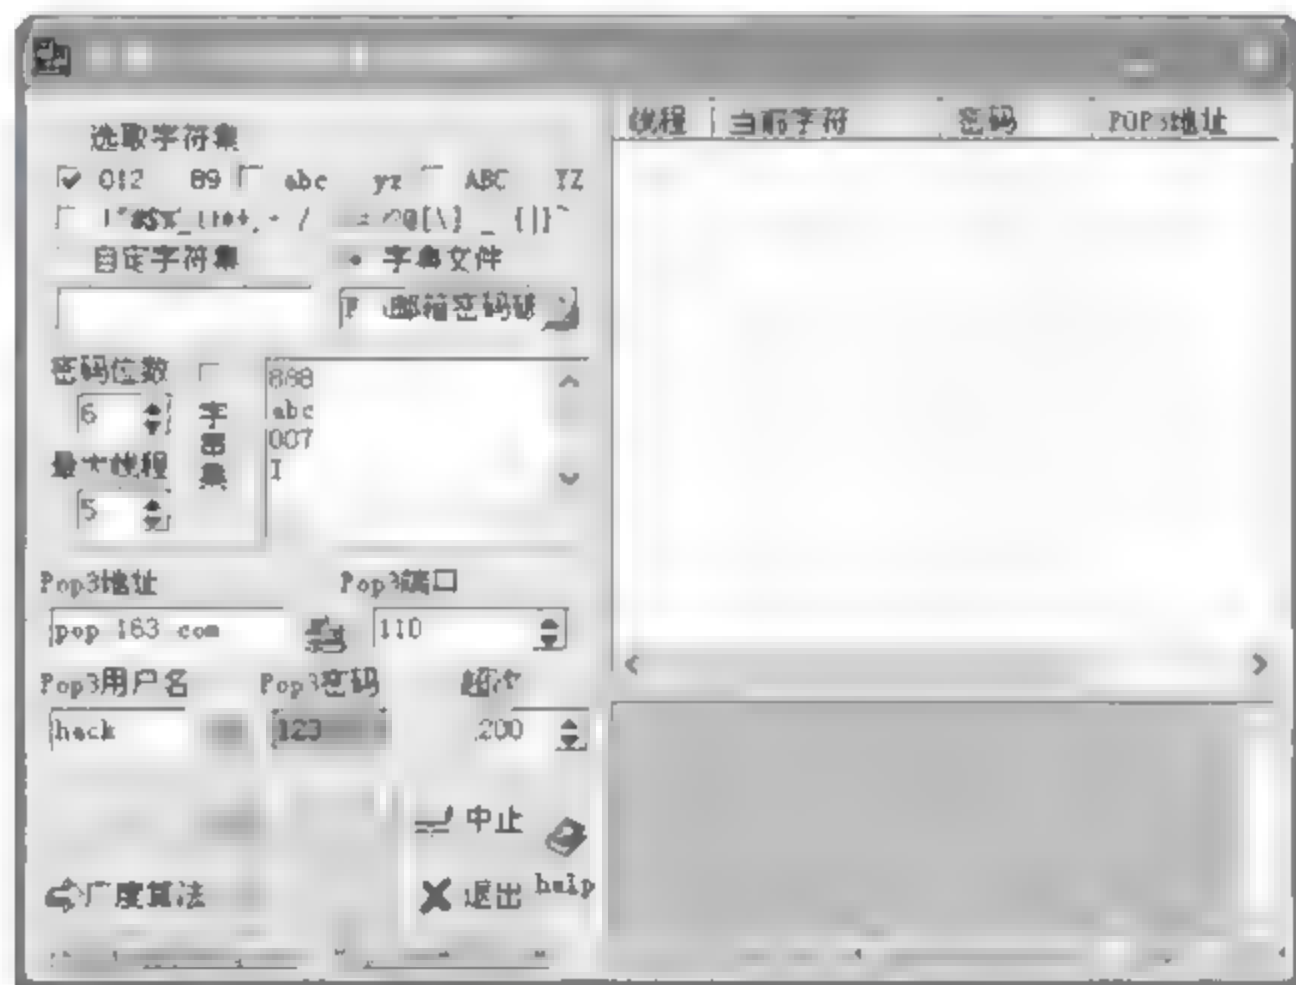 选取字符集
012 89 abc yz ABC YZ
自定字符集 字典文件
邮箱密码破
密码位数
6
字串集
888
abc
007
最大线程
5
Pop3地址 Pop3端口
pop 163 com 110
Pop3用户名 Pop3密码
hack 123 200
中止
广度算法 退出 help
线程 当前字符 密码 POP3地址